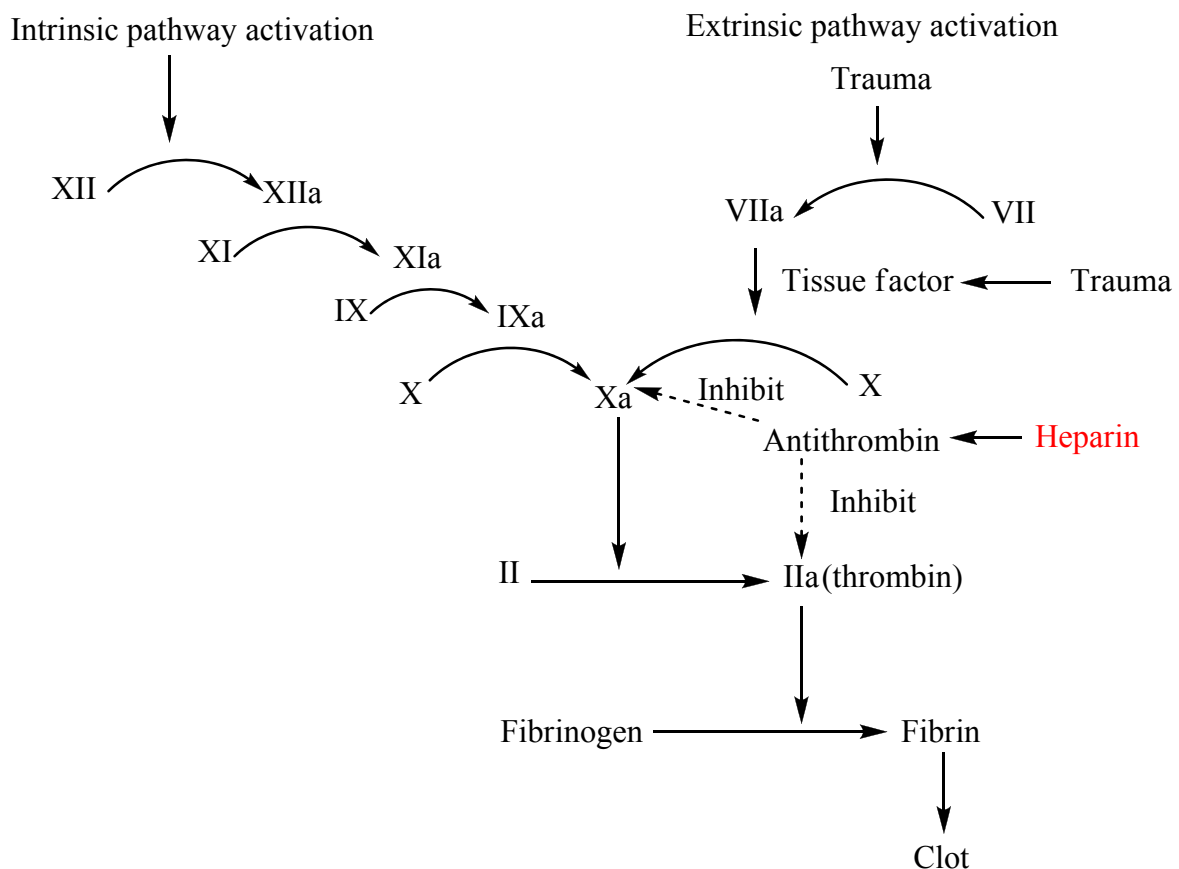 Intrinsic pathway activation
Extrinsic pathway activation
Trauma
XII
XIIa
VIIa
VII
XI
XIa
Tissue factor
Trauma
IX
IXa
X
Xa
Inhibit
X
Antithrombin
Heparin
Inhibit
II
IIa (thrombin)
Fibrinogen
Fibrin
Clot